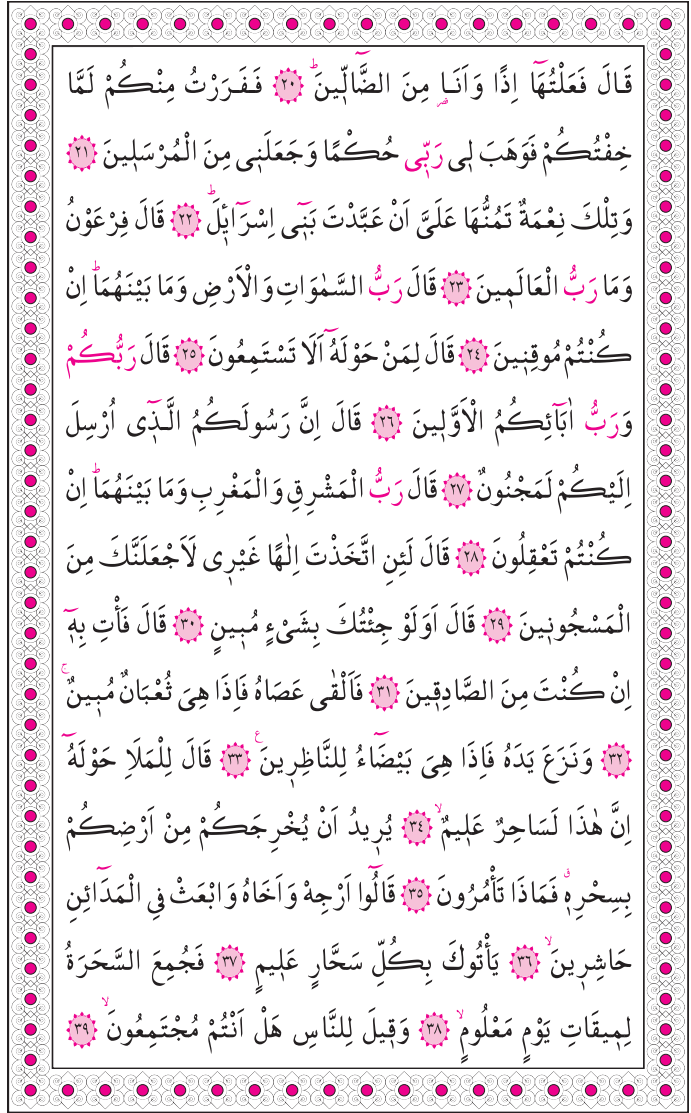 قَالَ فَعَلْتُهَٓا اِذًا وَاَنَا۬ مِنَ الضَّٓالّ۪ينَۜ ﴿٢٠﴾ فَفَرَرْتُ مِنْكُمْ لَمَّا
خِفْتُكُمْ فَوَهَبَ ل۪ي رَبّ۪ي حُكْمًا وَجَعَلَن۪ي مِنَ الْمُرْسَل۪ينَ ﴿٢١﴾
وَتِلْكَ نِعْمَةٌ تَمُنُّهَا عَلَيَّ اَنْ عَبَّدْتَ بَن۪ٓي اِسْرَٓائ۪لَۜ ﴿٢٢﴾ قَالَ فِرْعَوْنُ
وَمَا رَبُّ الْعَالَم۪ينَ ﴿٢٣﴾ قَالَ رَبُّ السَّمٰوَاتِ وَالْاَرْضِ وَمَا بَيْنَهُمَاۜ اِنْ
كُنْتُمْ مُوقِن۪ينَ ﴿٢٤﴾ قَالَ لِمَنْ حَوْلَهُٓ اَلَا تَسْتَمِعُونَ ﴿٢٥﴾ قَالَ رَبُّكُمْ
وَرَبُّ اٰبَٓائِكُمُ الْاَوَّل۪ينَ ﴿٢٦﴾ قَالَ اِنَّ رَسُولَكُمُ الَّذ۪ٓي اُرْسِلَ
اِلَيْكُمْ لَمَجْنُونٌ ﴿٢٧﴾ قَالَ رَبُّ الْمَشْرِقِ وَالْمَغْرِبِ وَمَا بَيْنَهُمَاۜ اِنْ
كُنْتُمْ تَعْقِلُونَ ﴿٢٨﴾ قَالَ لَئِنِ اتَّخَذْتَ اِلٰهًا غَيْر۪ي لَاَجْعَلَنَّكَ مِنَ
الْمَسْجُون۪ينَ ﴿٢٩﴾ قَالَ اَوَلَوْ جِئْتُكَ بِشَيْءٍ مُب۪ينٍ ﴿٣٠﴾ قَالَ فَأْتِ بِه۪ٓ
اِنْ كُنْتَ مِنَ الصَّادِق۪ينَ ﴿٣١﴾ فَاَلْقٰى عَصَاهُ فَاِذَا هِيَ ثُعْبَانٌ مُب۪ينٌۚ
﴿٣٢﴾ وَنَزَعَ يَدَهُ فَاِذَا هِيَ بَيْضَٓاءُ لِلنَّاظِر۪ينَ۟ ﴿٣٣﴾ قَالَ لِلْمَلَاِ حَوْلَهُٓ
اِنَّ هٰذَا لَسَاحِرٌ عَل۪يمٌۙ ﴿٣٤﴾ يُر۪يدُ اَنْ يُخْرِجَكُمْ مِنْ اَرْضِكُمْ
بِسِحْرِه۪ۗ فَمَاذَا تَأْمُرُونَ ﴿٣٥﴾ قَالُٓوا اَرْجِهْ وَاَخَاهُ وَابْعَثْ فِي الْمَدَٓائِنِ
حَاشِر۪ينَۙ ﴿٣٦﴾ يَأْتُوكَ بِكُلِّ سَحَّارٍ عَل۪يمٍ ﴿٣٧﴾ فَجُمِعَ السَّحَرَةُ
لِم۪يقَاتِ يَوْمٍ مَعْلُومٍۙ ﴿٣٨﴾ وَق۪يلَ لِلنَّاسِ هَلْ اَنْتُمْ مُجْتَمِعُونَۙ ﴿٣٩﴾